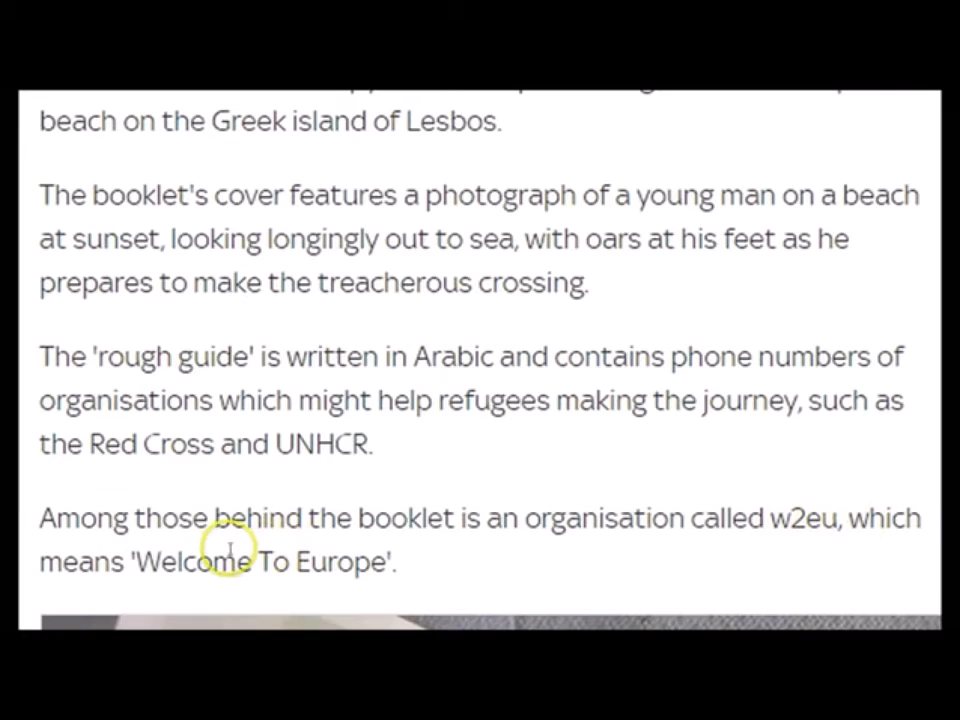 beach on the Greek island of Lesbos.
The booklet's cover features a photograph of a young man on a beach
at sunset, looking longingly out to sea, with oars at his feet as he
prepares to make the treacherous crossing.
The 'rough guide' is written in Arabic and contains phone numbers of
organisations which might help refugees making the journey, such as
the Red Cross and UNHCR.
Among those behind the booklet is an organisation called w2eu, which
means 'Welcome To Europe'.